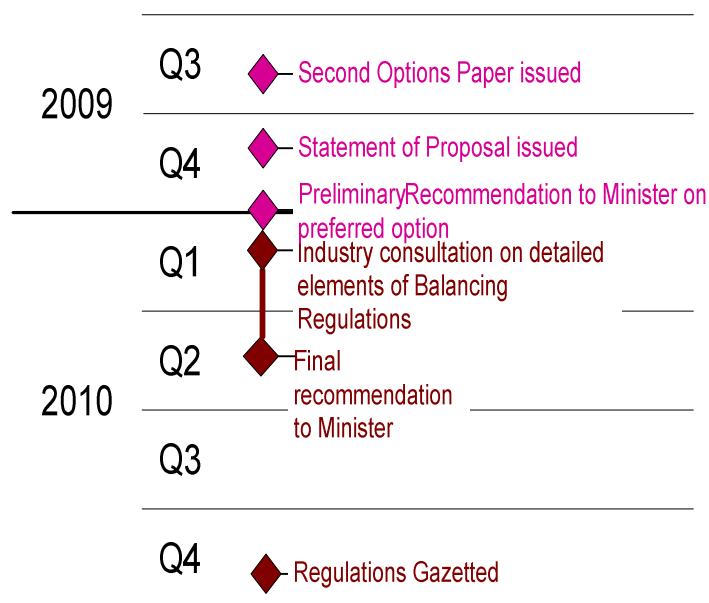 2009
Q3
Second Options Paper issued
Q4
Statement of Proposal issued
PreliminaryRecommendation to Minister on
preferred option
2010
Q1
Industry consultation on detailed
elements of Balancing
Regulations
Q2
Final
recommendation
to Minister
Q3
Q4
Regulations Gazetted